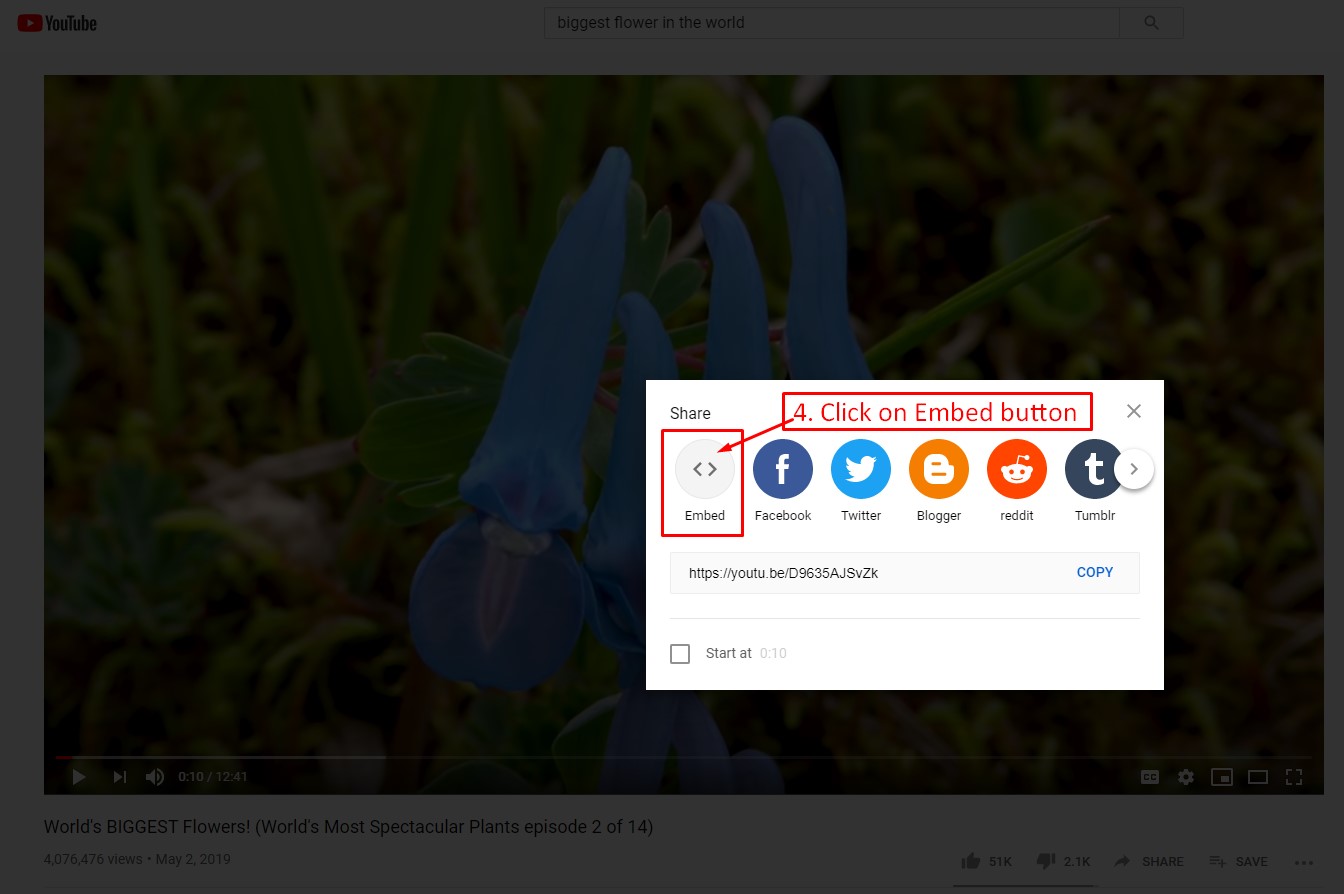 YouTube
biggest flower in the world
Share
4. Click on Embed button
Embed
Facebook
Twitter
Blogger
reddit
Tumblr
https://youtu.be/D9635AJSvZk
COPY
Start at 0:10
0:10 / 12:41
CC
World's BIGGEST Flowers! (World's Most Spectacular Plants episode 2 of 14)
4,076,476 views • May 2, 2019
51K
2.1K
SHARE
SAVE